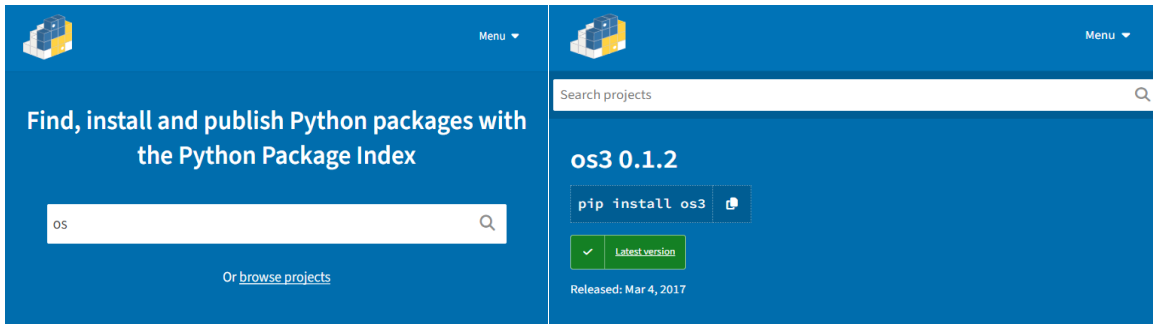 Menu
Find, install and publish Python packages with
the Python Package Index
os
Or browse projects
Menu
Search projects
os3 0.1.2
pip install os3
Latest version
Released: Mar 4, 2017